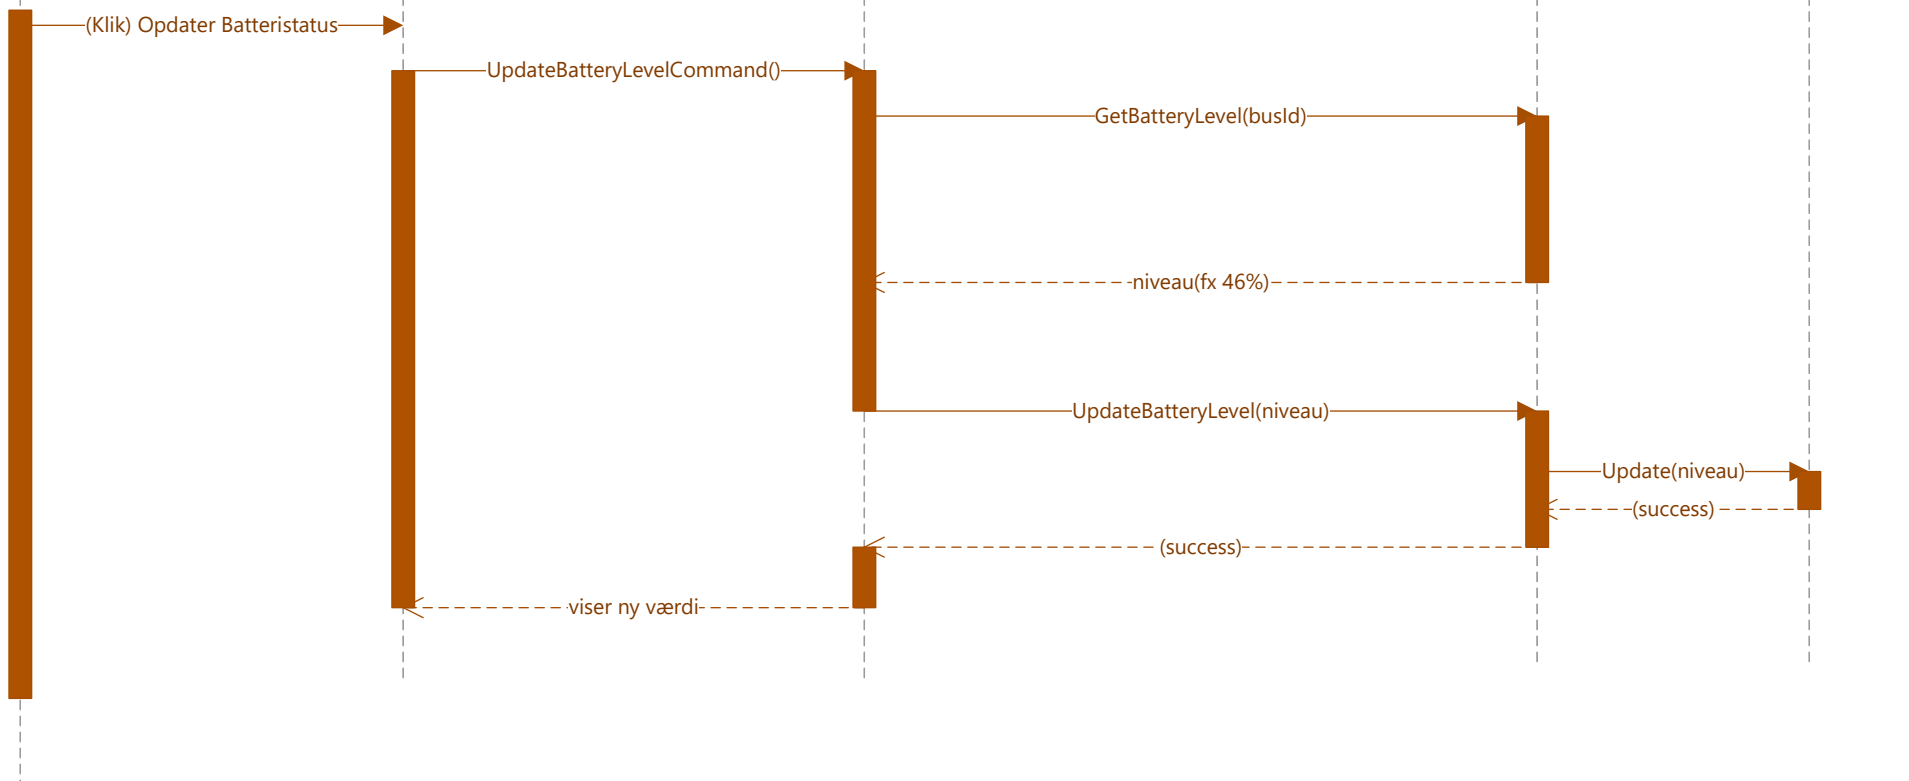 (Klik) Opdater Batteristatus
UpdateBatteryLevelCommand()
GetBatteryLevel(busId)
niveau(fx 46%)
UpdateBatteryLevel(niveau)
Update(niveau)
(success)
(success)
viser ny værdi